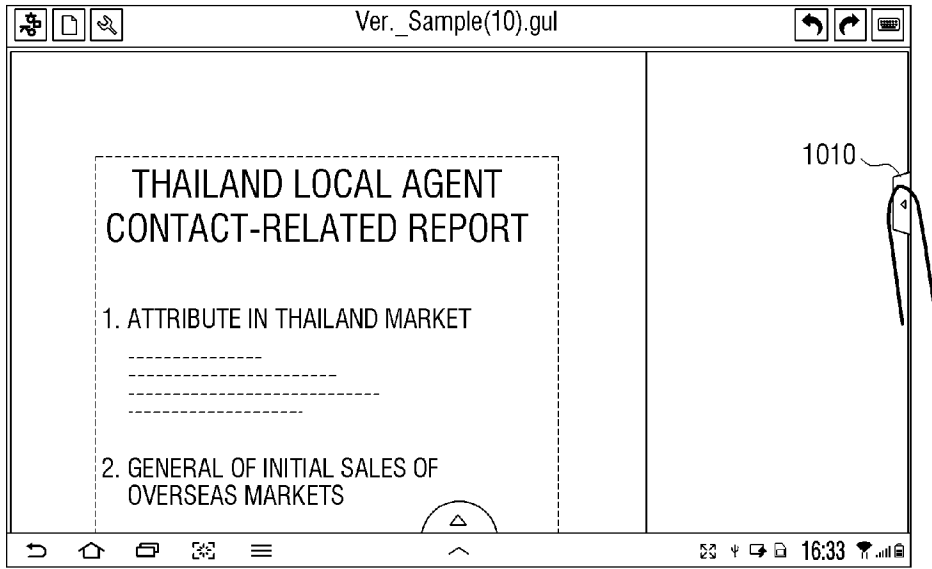 Ver._Sample(10).gul
1010
THAILAND LOCAL AGENT
CONTACT-RELATED REPORT
1. ATTRIBUTE IN THAILAND MARKET
2. GENERAL OF INITIAL SALES OF
OVERSEAS MARKETS
16:33